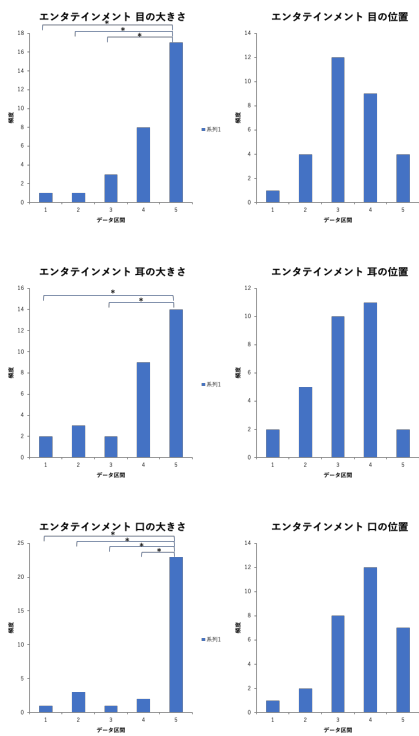 エンタテインメント 目の大きさ
*
*
*
18
16
14
12
10
8
6
4
2
0
頻度
1 2 3 4 5
データ区間
系列1
エンタテインメント 目の位置
14
12
10
8
6
4
2
0
頻度
1 2 3 4 5
データ区間
エンタテインメント 耳の大きさ
*
*
16
14
12
10
8
6
4
2
0
頻度
1 2 3 4 5
データ区間
系列1
エンタテインメント 耳の位置
12
10
8
6
4
2
0
頻度
1 2 3 4 5
データ区間
エンタテインメント 口の大きさ
*
*
*
*
25
20
15
10
5
0
頻度
1 2 3 4 5
データ区間
系列1
エンタテインメント 口の位置
14
12
10
8
6
4
2
0
頻度
1 2 3 4 5
データ区間